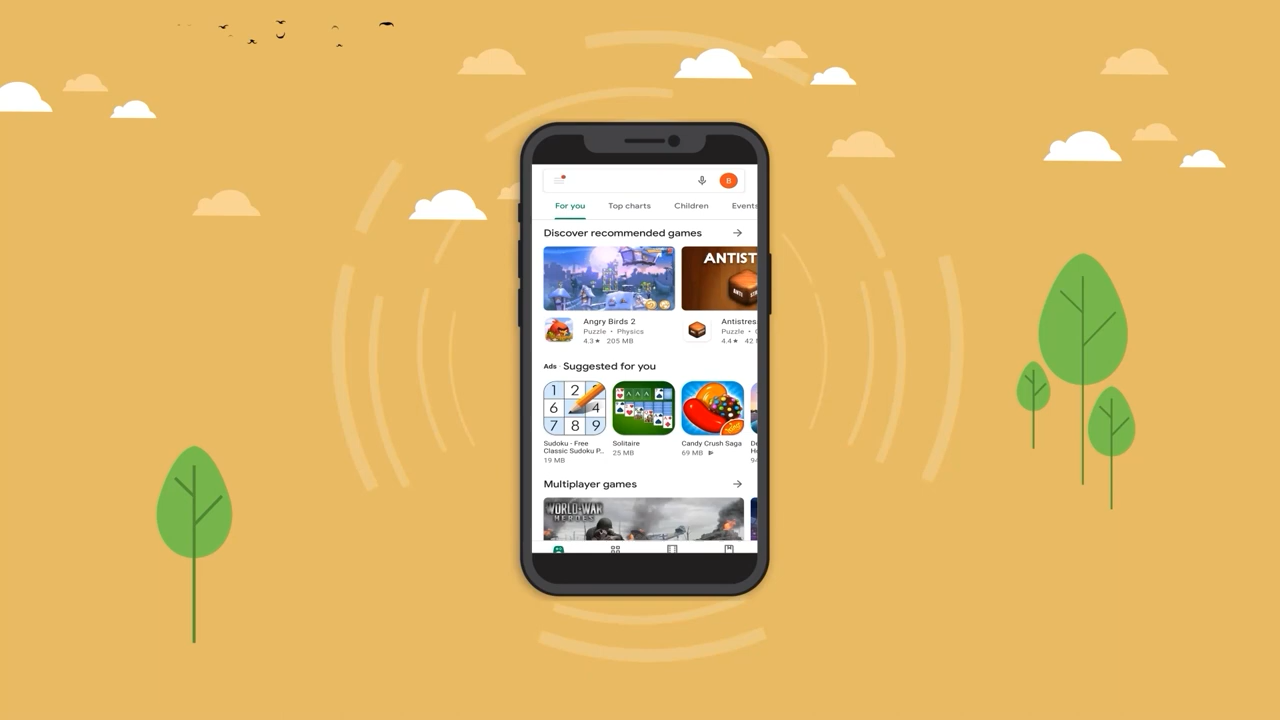 B
For you Top charts Children Events
Discover recommended games
ANTIST
ANTI
Angry Birds 2
Puzzle • Physics
4.3★ 205 MB
Antistres
Puzzle •
4.4★ 42
Ads Suggested for you
1 2
6 4
7 8 9
Sudoku - Free
Classic Sudoku P...
19 MB
Solitaire
25 MB
Candy Crush Saga
69 MB
Multiplayer games
WORLD WAR
HEROES